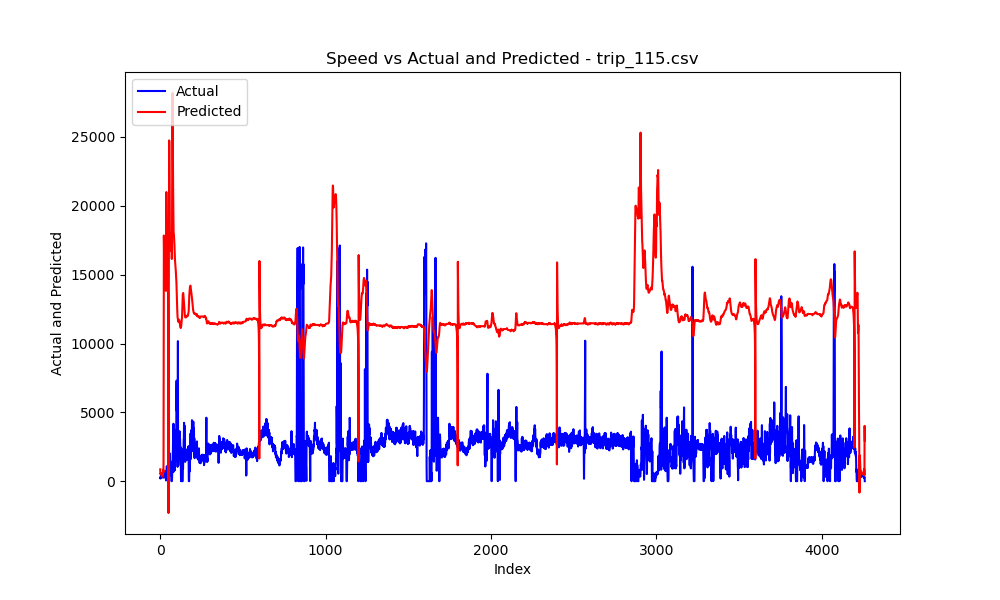 Speed vs Actual and Predicted - trip_115.csv
Actual
Predicted
25000
20000
15000
10000
5000
0
Actual and Predicted
0 1000 2000 3000 4000
Index